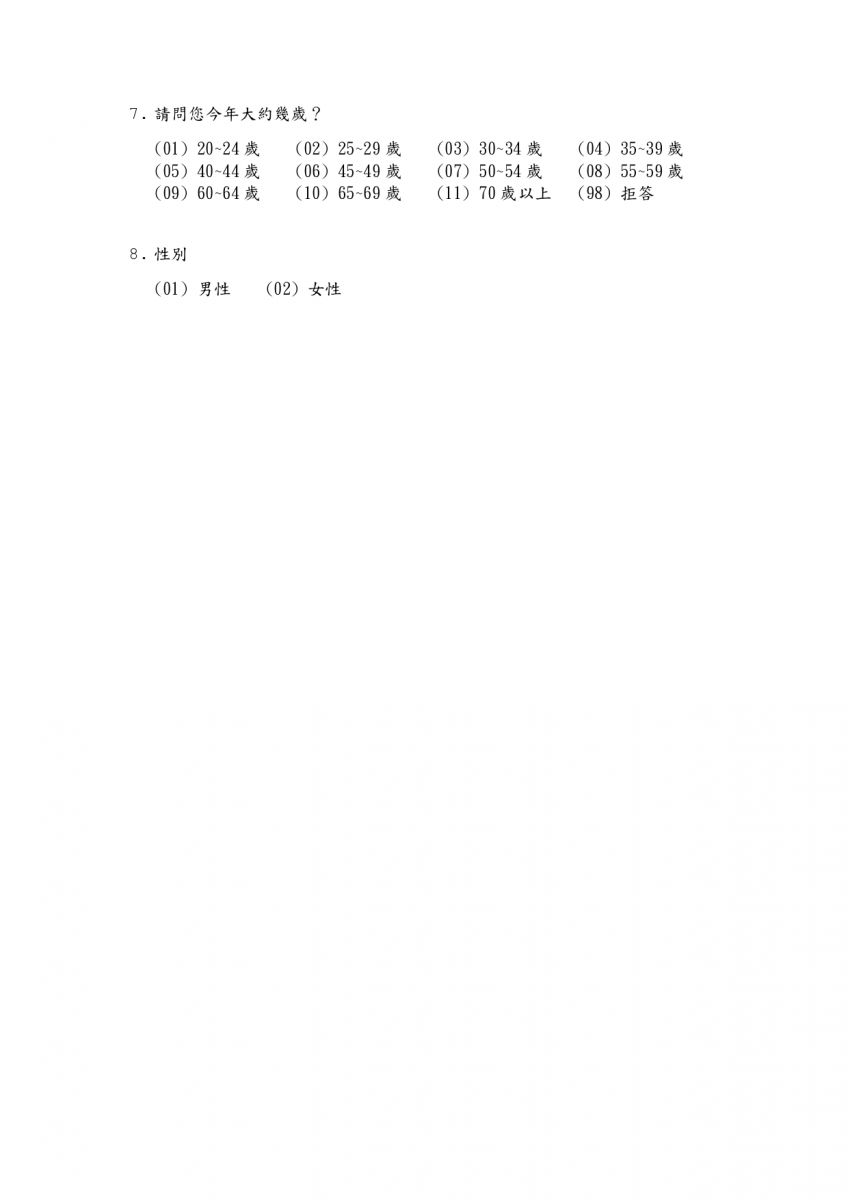 7. 請問您今年大約幾歲？
(01) 20~24 歲 (02) 25~29 歲 (03) 30~34 歲 (04) 35~39 歲
(05) 40~44 歲 (06) 45~49 歲 (07) 50~54 歲 (08) 55~59 歲
(09) 60~64 歲 (10) 65~69 歲 (11) 70 歲以上 (98) 拒答
8. 性別
(01) 男性 (02) 女性